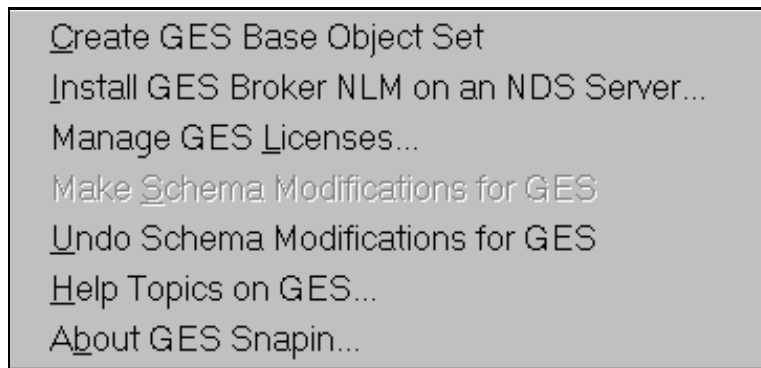 Create GES Base Object Set
Install GES Broker NLM on an NDS Server...
Manage GES Licenses...
Make Schema Modifications for GES
Undo Schema Modifications for GES
Help Topics on GES...
About GES Snapin...